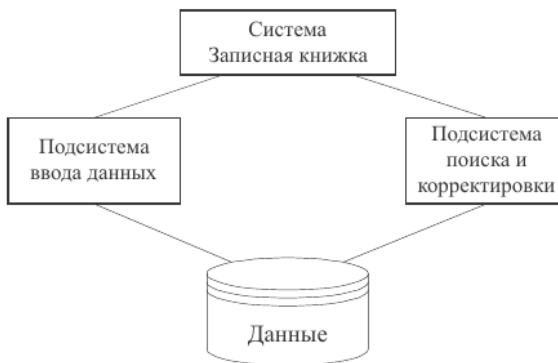 Система
Записная книжка
Подсистема
ввода данных
Подсистема
поиска и
корректировки
Данные